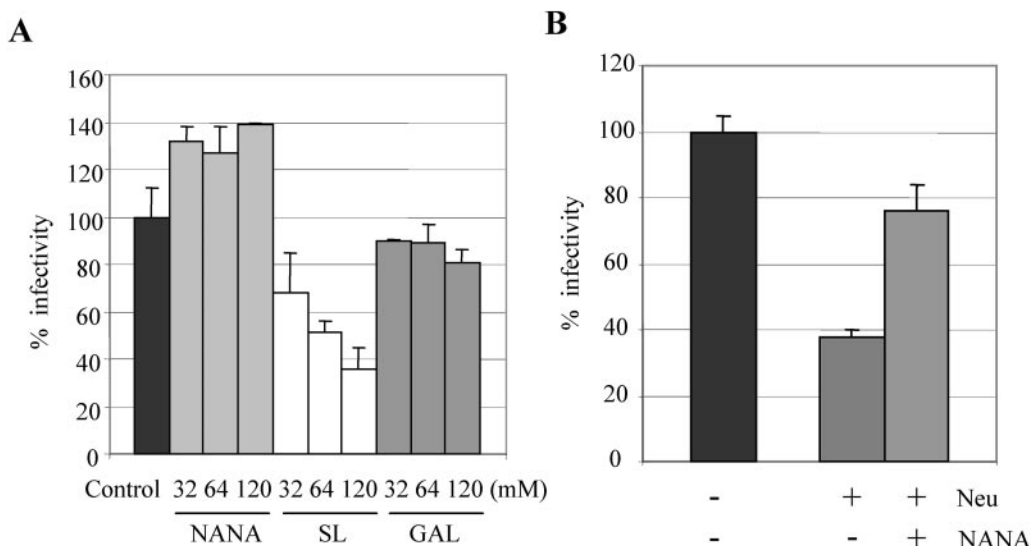 A
% infectivity
160
140
120
100
80
60
40
20
0
Control 32 64 120 32 64 120 32 64 120 (mM)
NANA SL GAL
B
% infectivity
120
100
80
60
40
20
0
- + + Neu
- - + NANA